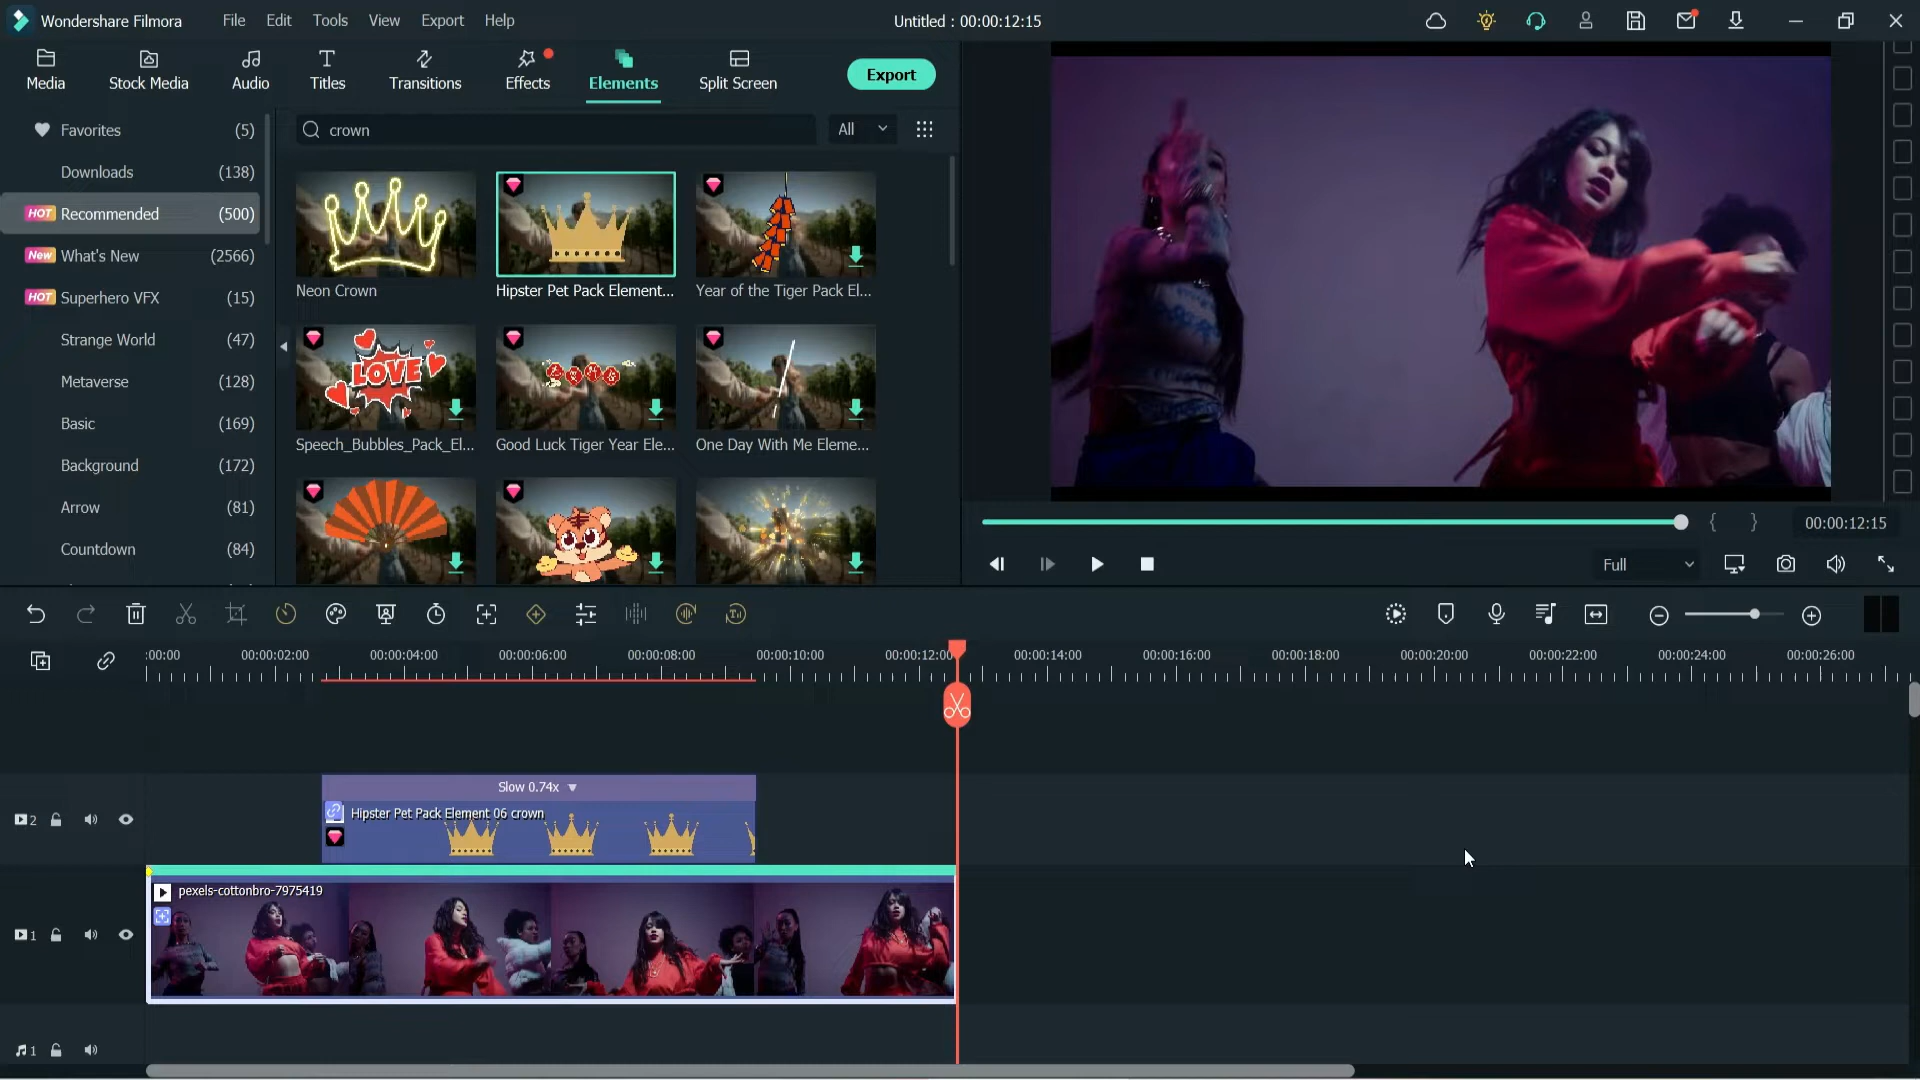 Wondershare Filmora File Edit Tools View Export Help Untitled : 00:00:12:15
Media Stock Media Audio Titles Transitions Effects Elements Split Screen Export
Favorites (5)
Downloads (138)
HOT Recommended (500)
New What's New (2566)
HOT Superhero VFX (15)
Strange World (47)
Metaverse (128)
Basic (169)
Background (172)
Arrow (81)
Countdown (84)
crown All
Neon Crown Hipster Pet Pack Element... Year of the Tiger Pack El...
LOVE
Speech_Bubbles_Pack_El... Good Luck Tiger Year Ele... One Day With Me Eleme...
{ } 00:00:12:15
Full
:00:00 00:00:02:00 00:00:04:00 00:00:06:00 00:00:08:00 00:00:10:00 00:00:12:00 00:00:14:00 00:00:16:00 00:00:18:00 00:00:20:00 00:00:22:00 00:00:24:00 00:00:26:00
Slow 0.74x
2 Hipster Pet Pack Element 06 crown
pexels-cottonbro-7975419
1
1